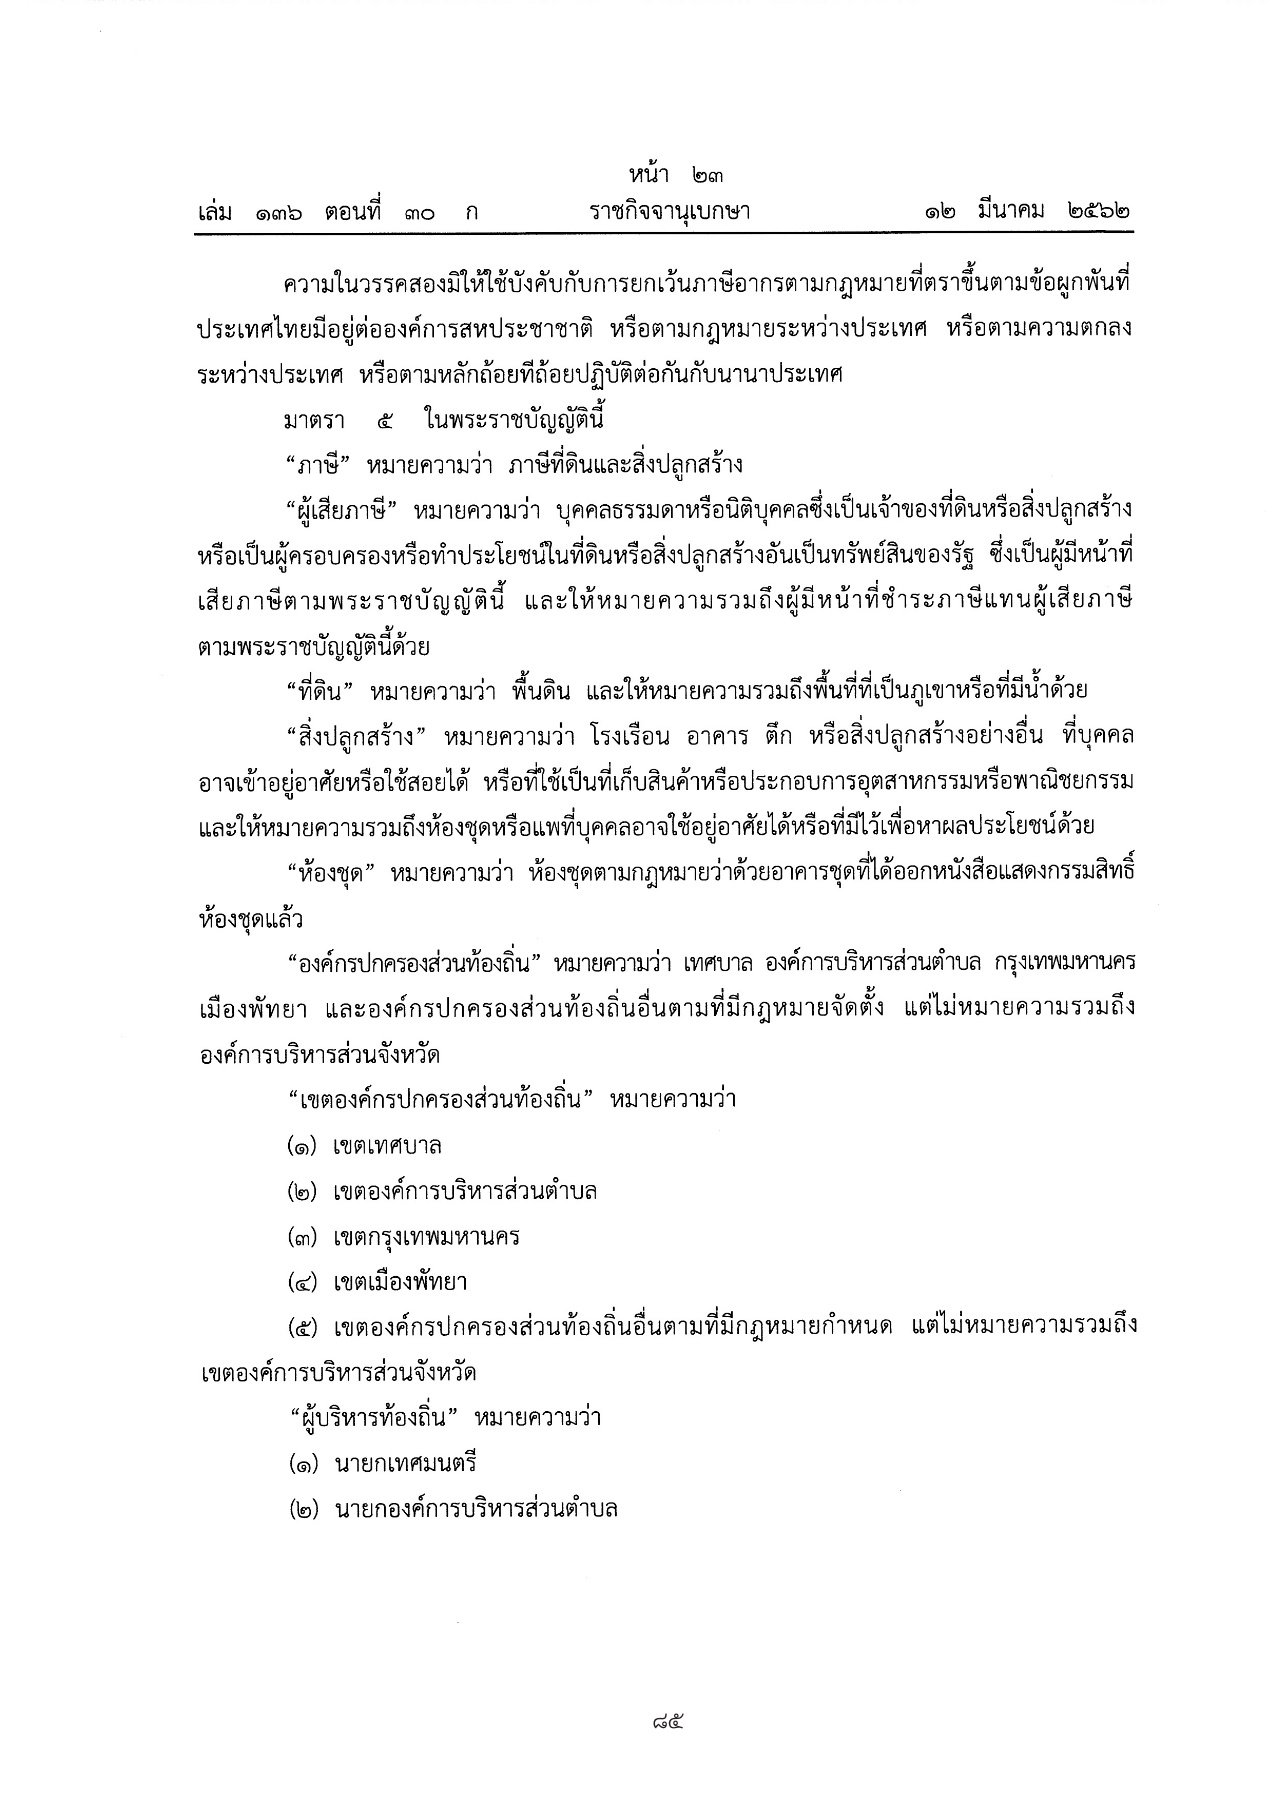 หน้า ๒๓
เล่ม ๑๓๖ ตอนที่ ๓๐ ก ราชกิจจานุเบกษา ๑๒ มีนาคม ๒๕๖๒
ความในวรรคสองมิให้ใช้บังคับกับการยกเว้นภาษีอากรตามกฎหมายที่ตราขึ้นตามข้อผูกพันที่
ประเทศไทยมีอยู่ต่อองค์การสหประชาชาติ หรือตามกฎหมายระหว่างประเทศ หรือตามความตกลง
ระหว่างประเทศ หรือตามหลักถ้อยทีถ้อยปฏิบัติต่อกันกับนานาประเทศ
มาตรา ๕ ในพระราชบัญญัตินี้
“ภาษี” หมายความว่า ภาษีที่ดินและสิ่งปลูกสร้าง
“ผู้เสียภาษี” หมายความว่า บุคคลธรรมดาหรือนิติบุคคลซึ่งเป็นเจ้าของที่ดินหรือสิ่งปลูกสร้าง
หรือเป็นผู้ครอบครองหรือทำประโยชน์ในที่ดินหรือสิ่งปลูกสร้างอันเป็นทรัพย์สินของรัฐ ซึ่งเป็นผู้มีหน้าที่
เสียภาษีตามพระราชบัญญัตินี้ และให้หมายความรวมถึงผู้มีหน้าที่ชำระภาษีแทนผู้เสียภาษี
ตามพระราชบัญญัตินี้ด้วย
“ที่ดิน” หมายความว่า พื้นดิน และให้หมายความรวมถึงพื้นที่ที่เป็นภูเขาหรือที่มีน้ำด้วย
“สิ่งปลูกสร้าง” หมายความว่า โรงเรือน อาคาร ตึก หรือสิ่งปลูกสร้างอย่างอื่น ที่บุคคล
อาจเข้าอยู่อาศัยหรือใช้สอยได้ หรือที่ใช้เป็นที่เก็บสินค้าหรือประกอบการอุตสาหกรรมหรือพาณิชยกรรม
และให้หมายความรวมถึงห้องชุดหรือแพที่บุคคลอาจใช้อยู่อาศัยได้หรือที่มีไว้เพื่อหาผลประโยชน์ด้วย
“ห้องชุด” หมายความว่า ห้องชุดตามกฎหมายว่าด้วยอาคารชุดที่ได้ออกหนังสือแสดงกรรมสิทธิ์
ห้องชุดแล้ว
“องค์กรปกครองส่วนท้องถิ่น” หมายความว่า เทศบาล องค์การบริหารส่วนตำบล กรุงเทพมหานคร
เมืองพัทยา และองค์กรปกครองส่วนท้องถิ่นอื่นตามที่มีกฎหมายจัดตั้ง แต่ไม่หมายความรวมถึง
องค์การบริหารส่วนจังหวัด
“เขตองค์กรปกครองส่วนท้องถิ่น” หมายความว่า
(๑) เขตเทศบาล
(๒) เขตองค์การบริหารส่วนตำบล
(๓) เขตกรุงเทพมหานคร
(๔) เขตเมืองพัทยา
(๕) เขตองค์กรปกครองส่วนท้องถิ่นอื่นตามที่มีกฎหมายกำหนด แต่ไม่หมายความรวมถึง
เขตองค์การบริหารส่วนจังหวัด
“ผู้บริหารท้องถิ่น” หมายความว่า
(๑) นายกเทศมนตรี
(๒) นายกองค์การบริหารส่วนตำบล
๘๕